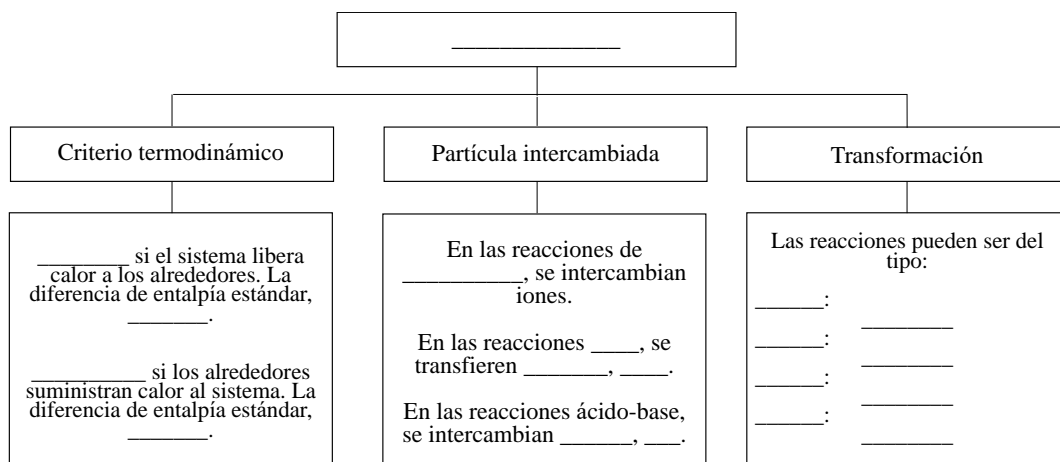 ______________
Criterio termodinámico
Partícula intercambiada
Transformación
________ si el sistema libera
calor a los alrededores. La
diferencia de entalpía estándar,
_______.
__________ si los alrededores
suministran calor al sistema. La
diferencia de entalpía estándar,
_______.
En las reacciones de
__________, se intercambian
iones.
En las reacciones ____, se
transfieren _______, ____.
En las reacciones ácido-base,
se intercambian ______, ___.
Las reacciones pueden ser del
tipo:
______:
________
______:
________
______:
________
______:
________